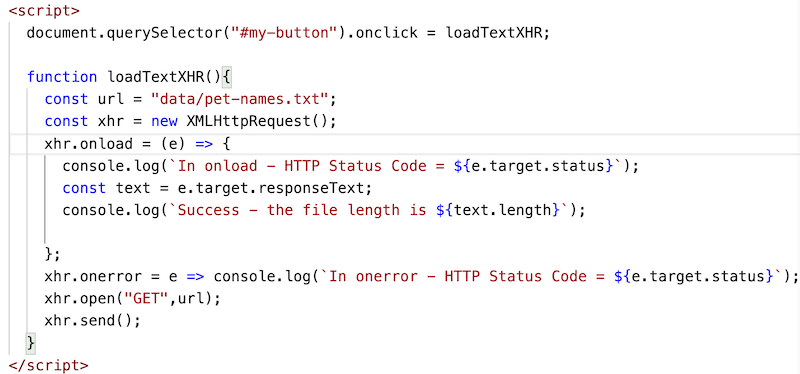 <script>
document.querySelector("#my-button").onclick = loadTextXHR;
function loadTextXHR(){
const url = "data/pet-names.txt";
const xhr = new XMLHttpRequest();
xhr.onload = (e) => {
console.log(`In onload - HTTP Status Code = ${e.target.status}`);
const text = e.target.responseText;
console.log(`Success - the file length is ${text.length}`);
};
xhr.onerror = e => console.log(`In onerror - HTTP Status Code = ${e.target.status}`);
xhr.open("GET",url);
xhr.send();
}
</script>